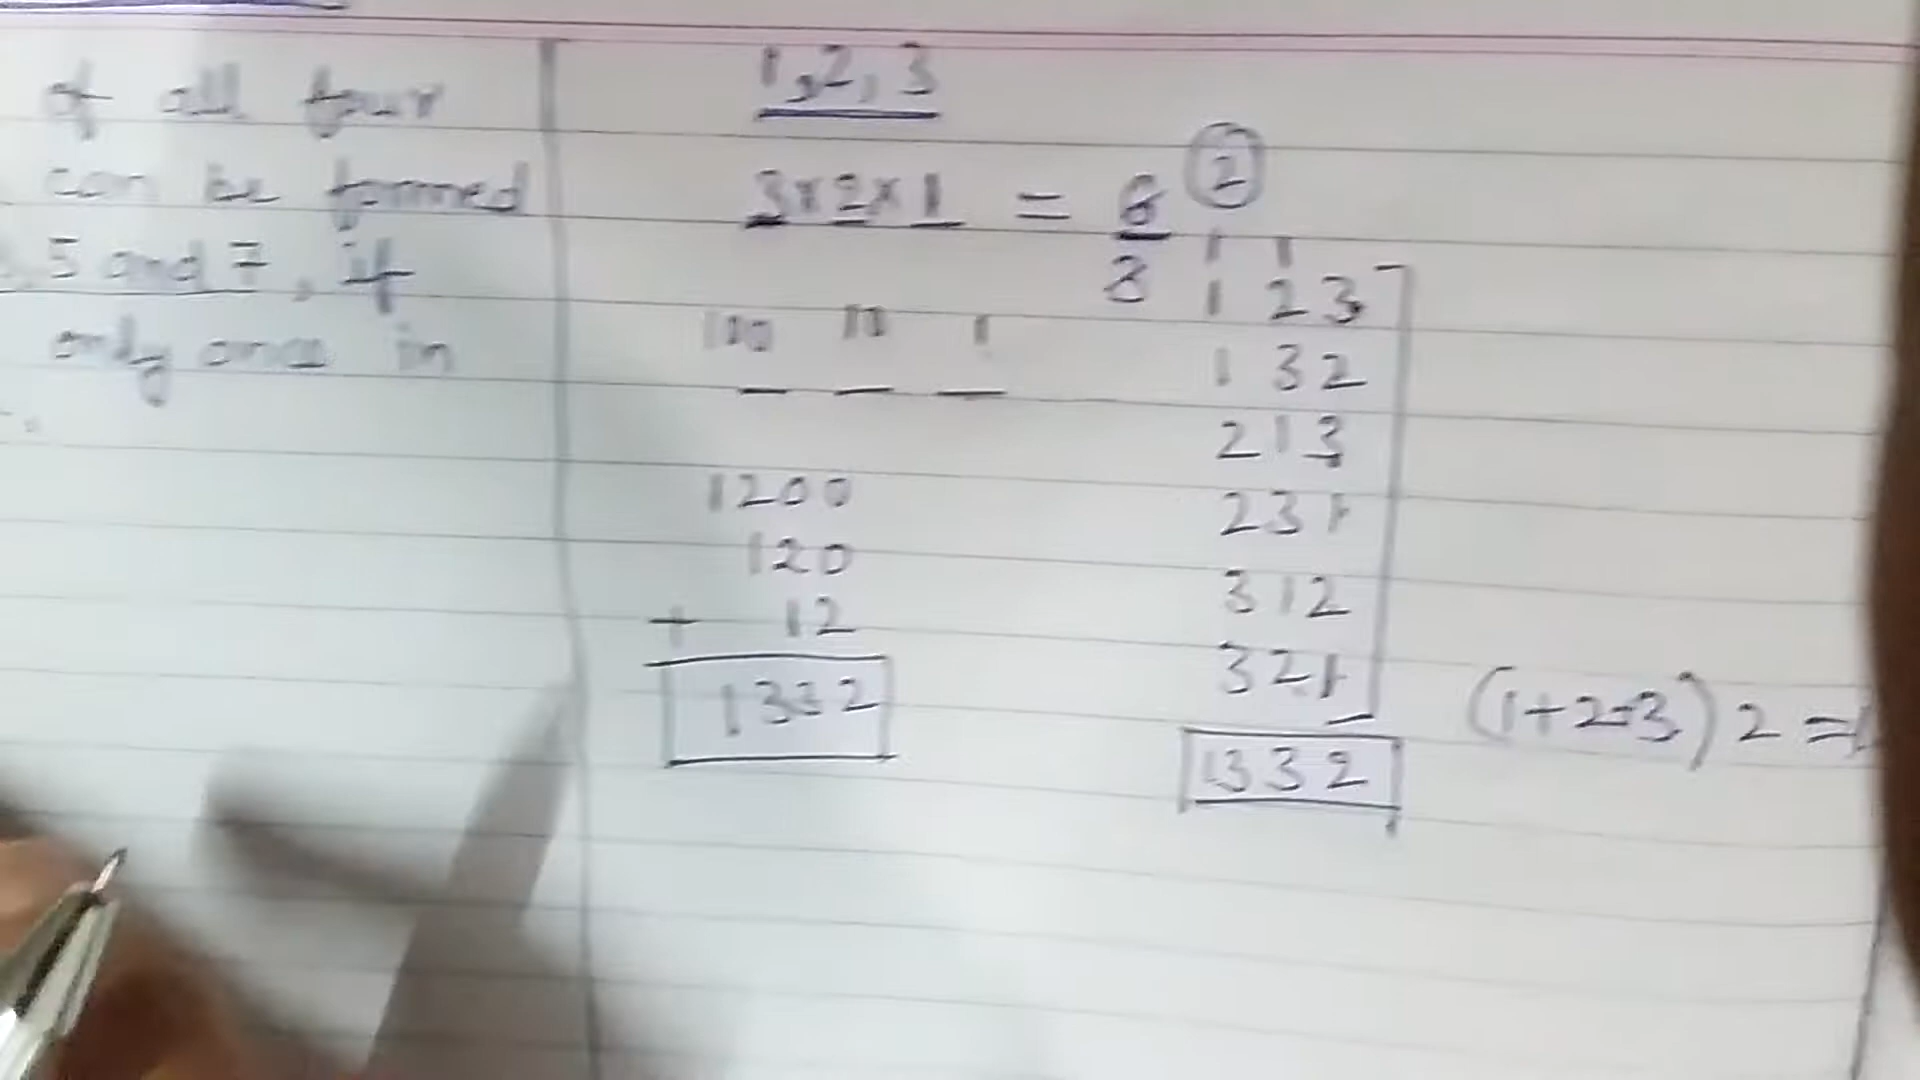 of all four
can be formed
, 5 and 7, if
only once in
1, 2, 3
3 x 2 x 1 = 6 2
3
100 10 1
1 1
1 2 3
1 3 2
2 1 3
2 3 1
3 1 2
3 2 1
1332
1200
120
+ 12
1332
(1+2+3) 2 =